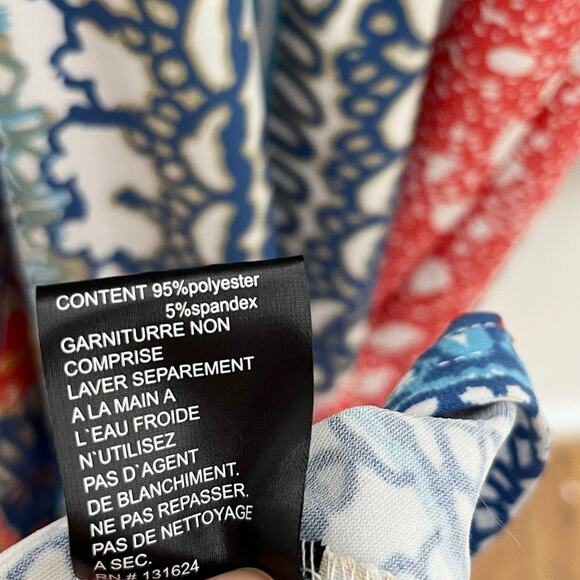 CONTENT 95%polyester
5%spandex
GARNITURRE NON
COMPRISE
LAVER SEPAREMENT
A LA MAIN A
L'EAU FROIDE
N'UTILISEZ
PAS D'AGENT
DE BLANCHIMENT.
NE PAS REPASSER.
PAS DE NETTOYAGE
A SEC.
RN # 131624